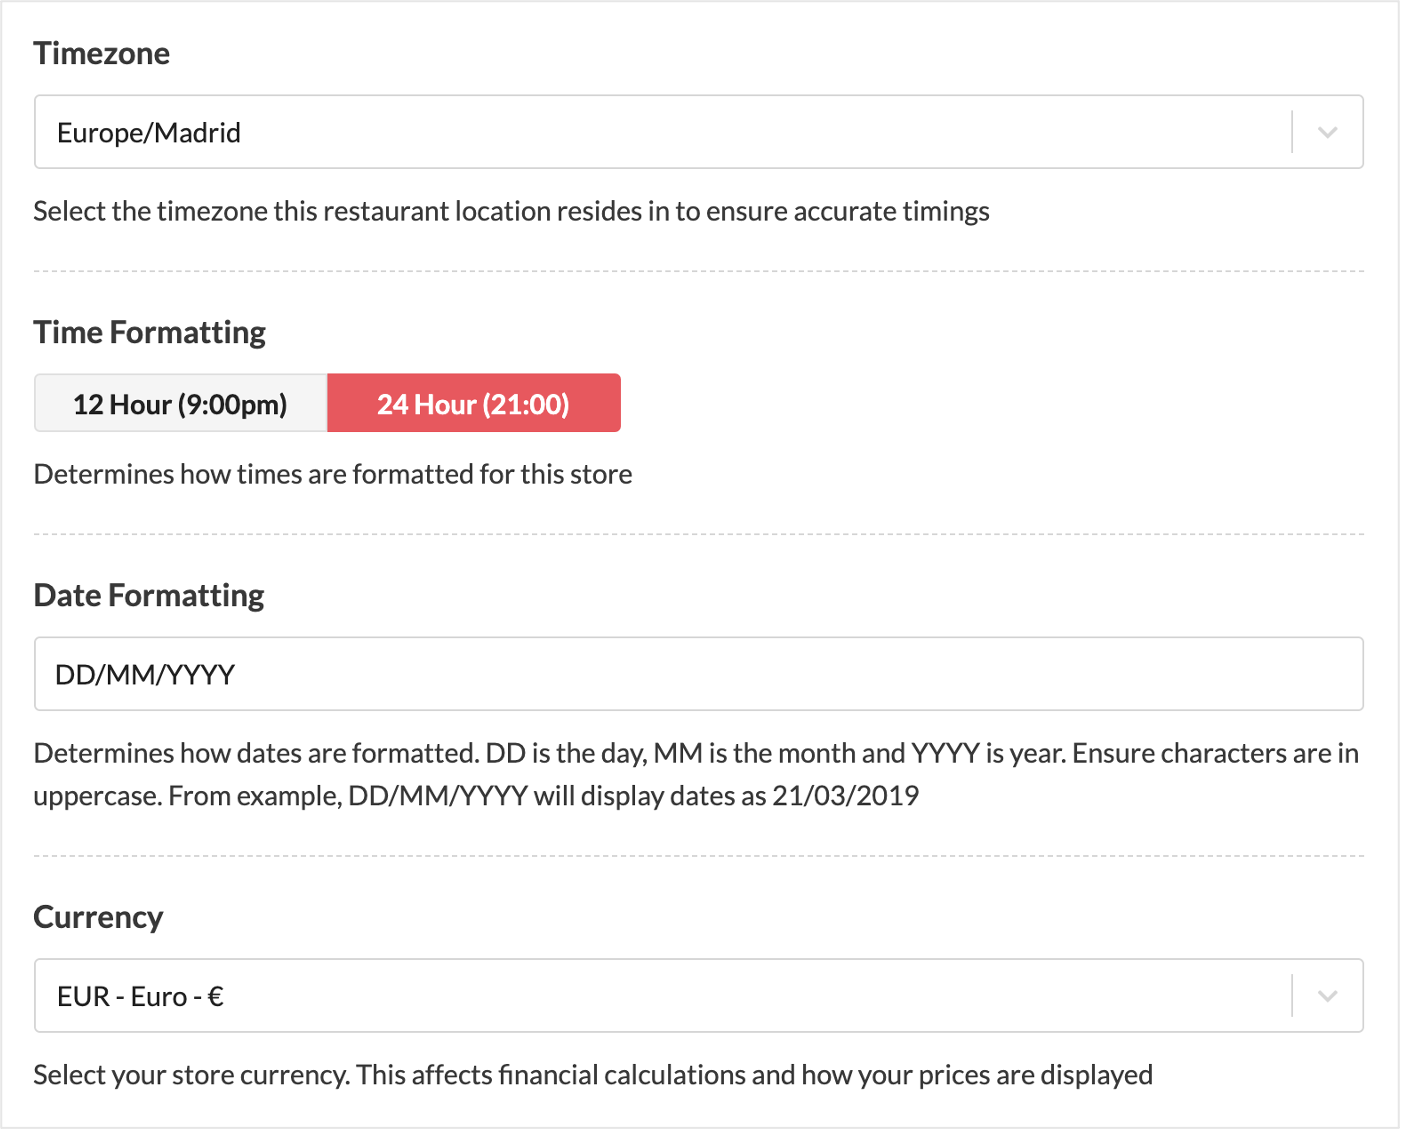 Timezone
Europe/Madrid
Select the timezone this restaurant location resides in to ensure accurate timings
Time Formatting
12 Hour (9:00pm) 24 Hour (21:00)
Determines how times are formatted for this store
Date Formatting
DD/MM/YYYY
Determines how dates are formatted. DD is the day, MM is the month and YYYY is year. Ensure characters are in
uppercase. From example, DD/MM/YYYY will display dates as 21/03/2019
Currency
EUR - Euro - €
Select your store currency. This affects financial calculations and how your prices are displayed